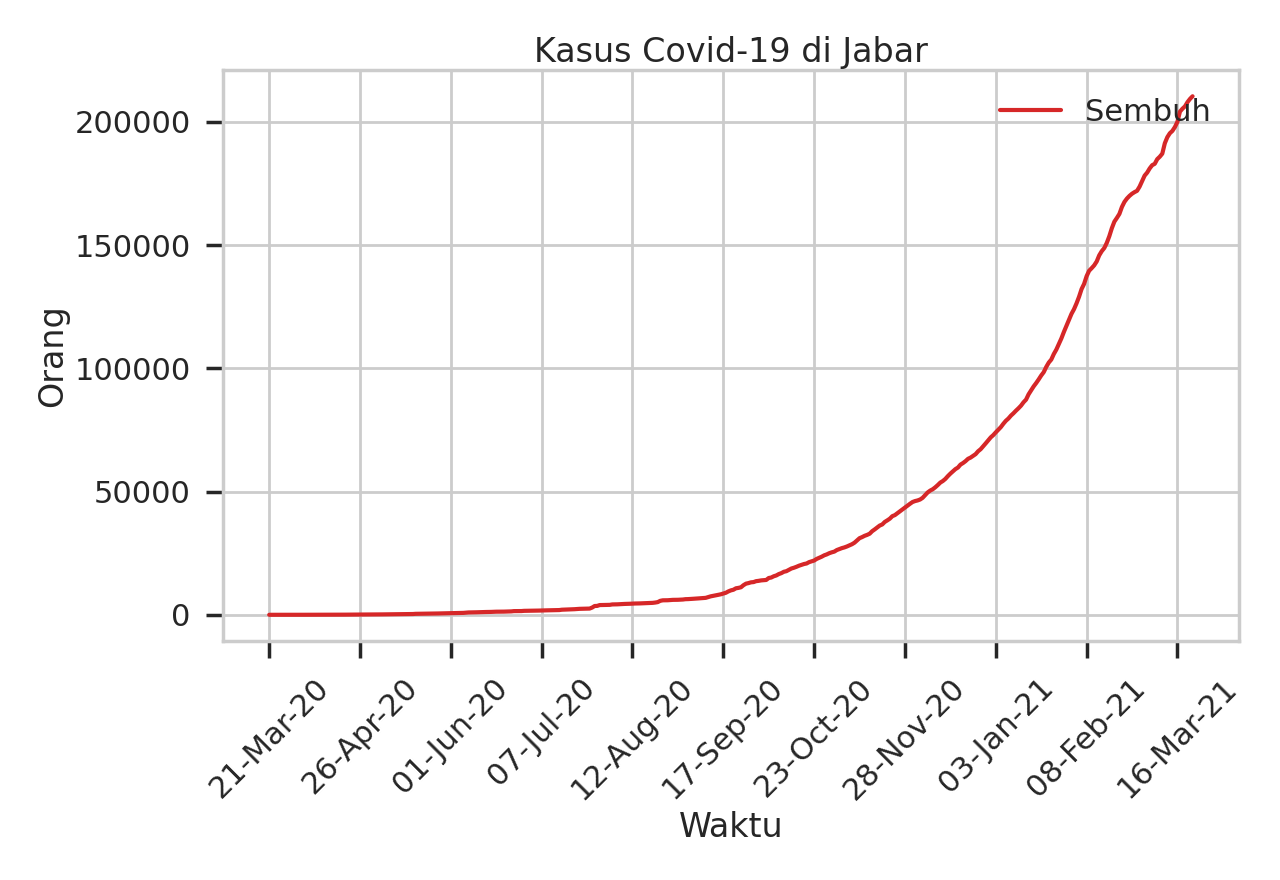 Kasus Covid-19 di Jabar
Sembuh
Orang
200000
150000
100000
50000
0
21-Mar-20
26-Apr-20
01-Jun-20
07-Jul-20
12-Aug-20
17-Sep-20
23-Oct-20
28-Nov-20
03-Jan-21
08-Feb-21
16-Mar-21
Waktu